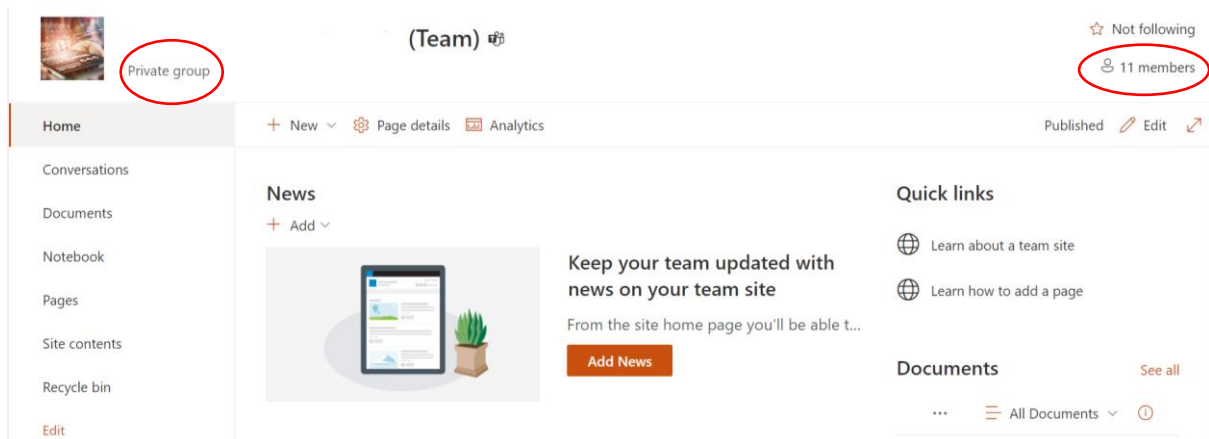 (Team)
Not following
Private group
11 members
Home
+ New
Page details
Analytics
Published
Edit
Conversations
Documents
Notebook
Pages
Site contents
Recycle bin
Edit
News
+ Add
Keep your team updated with
news on your team site
From the site home page you'll be able t...
Add News
Quick links
Learn about a team site
Learn how to add a page
Documents
See all
... All Documents